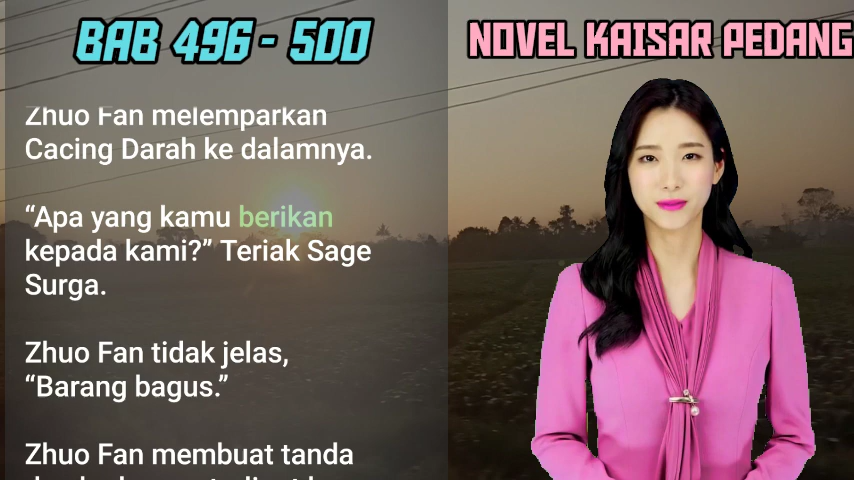 BAB 496 - 500
NOVEL KAISAR PEDANG
Zhuo Fan melemparkan
Cacing Darah ke dalamnya.
“Apa yang kamu berikan
kepada kami?” Teriak Sage
Surga.
Zhuo Fan tidak jelas,
“Barang bagus.”
Zhuo Fan membuat tanda